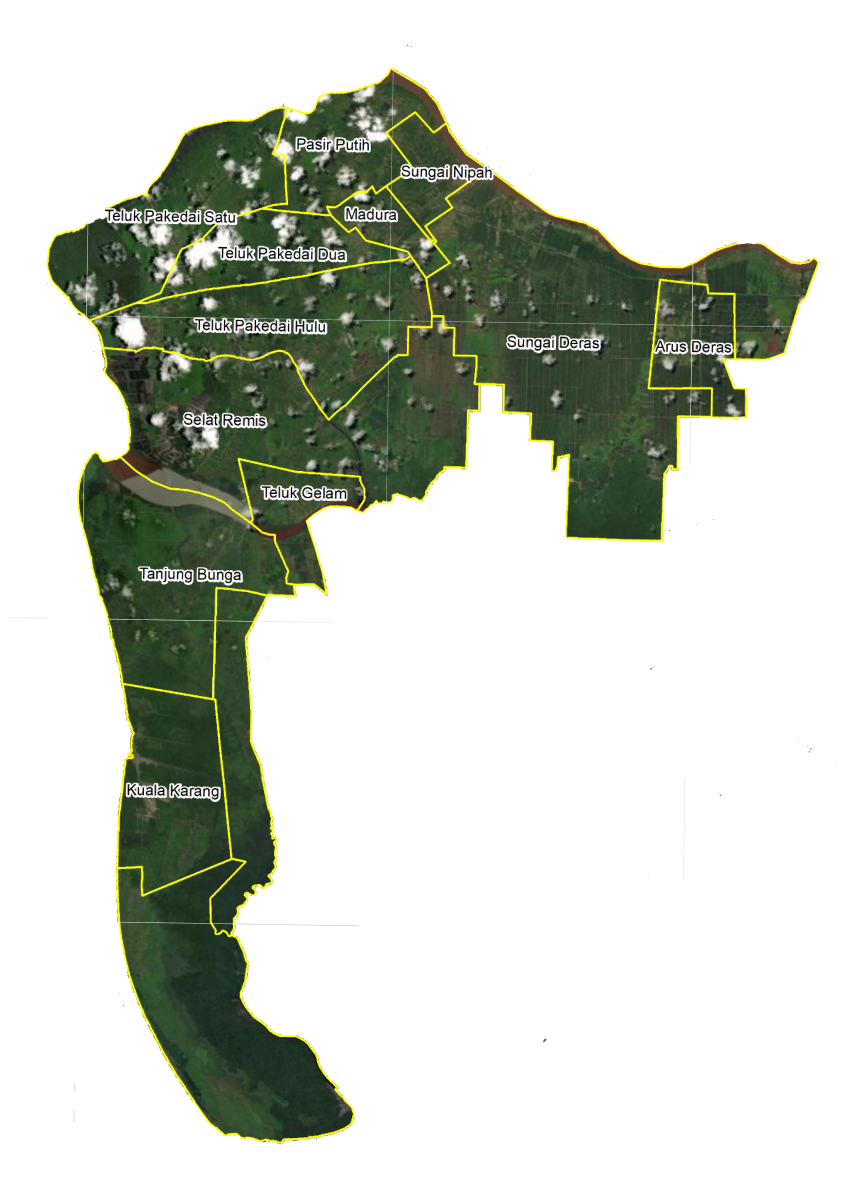 Pasir Putih
Sungai Nipah
Teluk Pakedai Satu
Madura
Teluk Pakedai Dua
Teluk Pakedai Hulu
Sungai Deras
Arus Deras
Selat Remis
Teluk Gelam
Tanjung Bunga
Kuala Karang